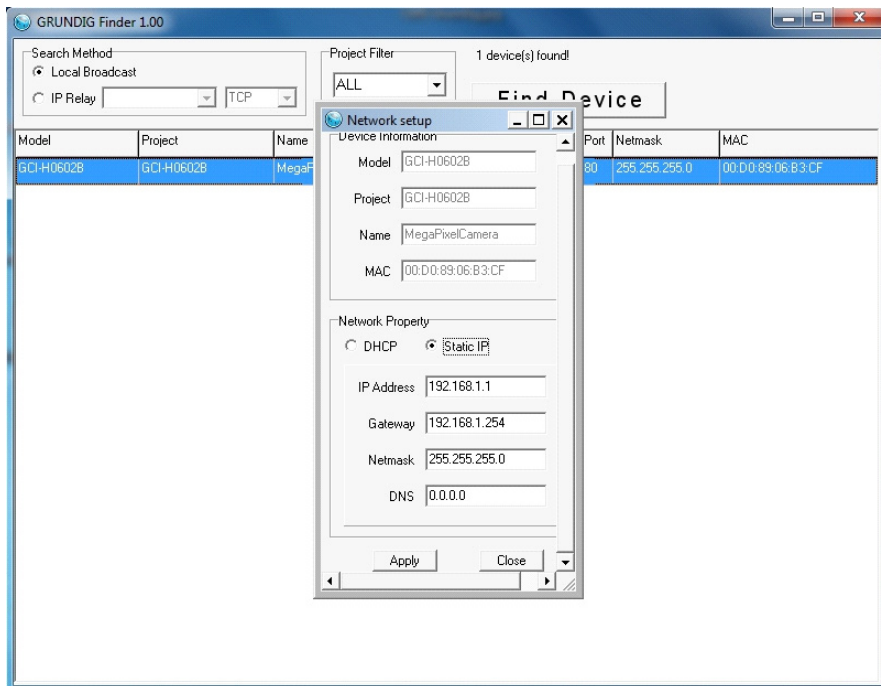 GRUNDIG Finder 1.00
Search Method
Local Broadcast
IP Relay TCP
Project Filter
ALL
1 device(s) found!
Find Device
Model Project Name Port Netmask MAC
GCI-H0602B GCI-H0602B MegaP 80 255.255.255.0 00:D0:89:06:B3:CF
Network setup
Device Information
Model GCI-H0602B
Project GCI-H0602B
Name MegaPixelCamera
MAC 00:D0:89:06:B3:CF
Network Property
DHCP Static IP
IP Address 192.168.1.1
Gateway 192.168.1.254
Netmask 255.255.255.0
DNS 0.0.0.0
Apply Close